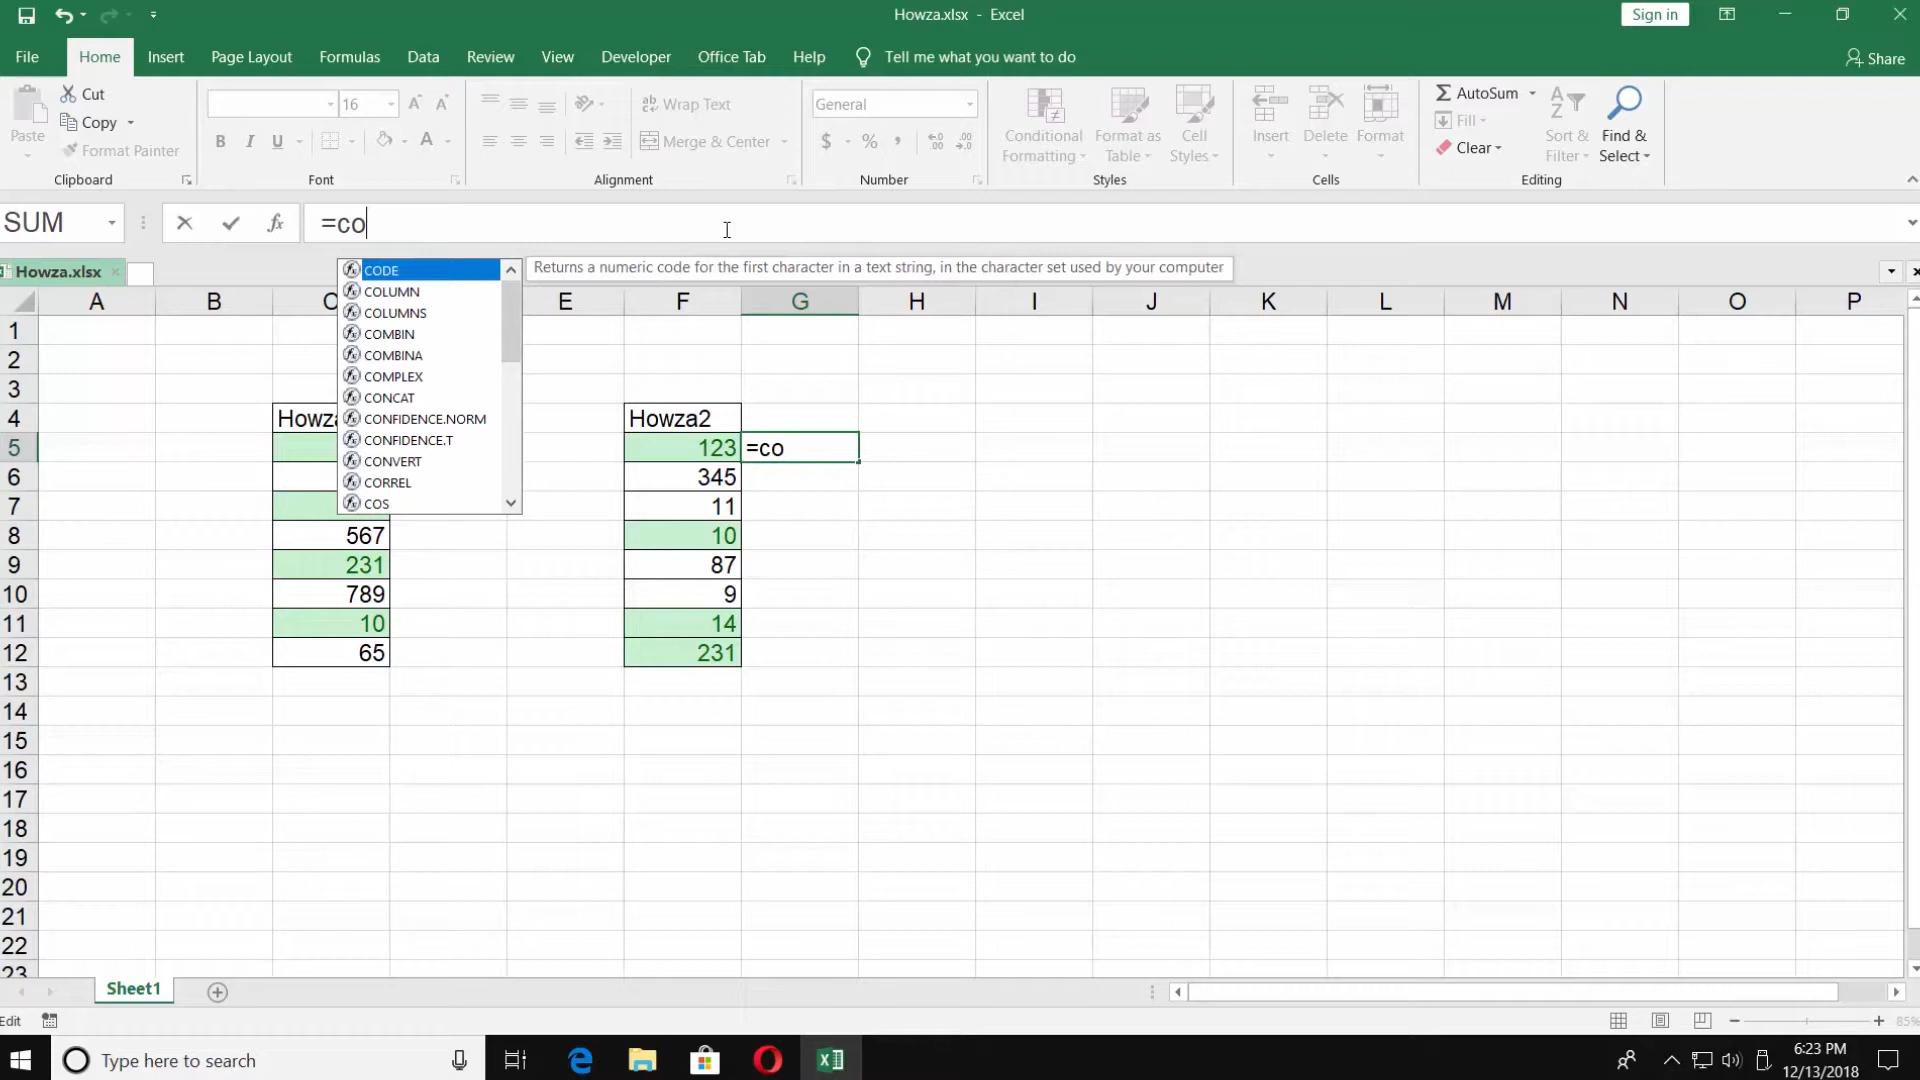 Howza.xlsx - Excel
Sign in
File Home Insert Page Layout Formulas Data Review View Developer Office Tab Help Tell me what you want to do Share
Paste
Cut
Copy
Format Painter
Clipboard
16
A A
B I U A
Font
ab Wrap Text
Merge & Center
Alignment
General
$ % ,
Number
Conditional Formatting
Format as Table
Cell Styles
Styles
Insert Delete Format
Cells
AutoSum
Fill
Clear
Sort & Filter
Find & Select
Editing
SUM fx =co
Howza.xlsx
CODE
COLUMN
COLUMNS
COMBIN
COMBINA
COMPLEX
CONCAT
CONFIDENCE.NORM
CONFIDENCE.T
CONVERT
CORREL
COS
Returns a numeric code for the first character in a text string, in the character set used by your computer
A B C E F G H I J K L M N O P
1
2
3
4 Howza Howza2
5 123 =co
6 345
7 11
8 567 10
9 231 87
10 789 9
11 10 14
12 65 231
13
14
15
16
17
18
19
20
21
22
23
Sheet1
Edit
85%
Type here to search
6:23 PM
12/13/2018